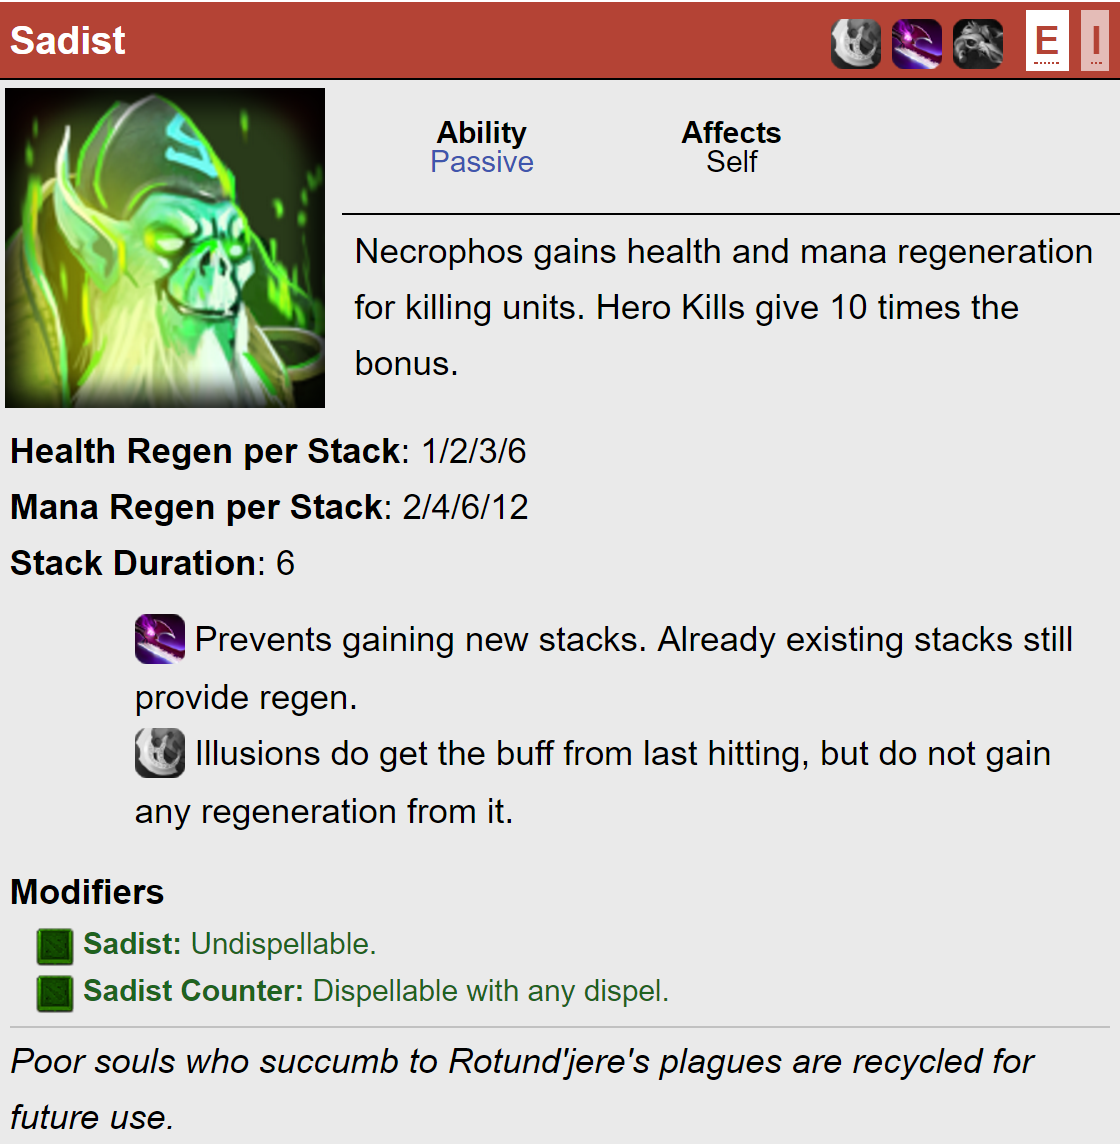 Sadist
E I
Ability Affects
Passive Self
Necrophos gains health and mana regeneration
for killing units. Hero Kills give 10 times the
bonus.
Health Regen per Stack: 1/2/3/6
Mana Regen per Stack: 2/4/6/12
Stack Duration: 6
Prevents gaining new stacks. Already existing stacks still
provide regen.
Illusions do get the buff from last hitting, but do not gain
any regeneration from it.
Modifiers
Sadist: Undispellable.
Sadist Counter: Dispellable with any dispel.
Poor souls who succumb to Rotund'jere's plagues are recycled for
future use.